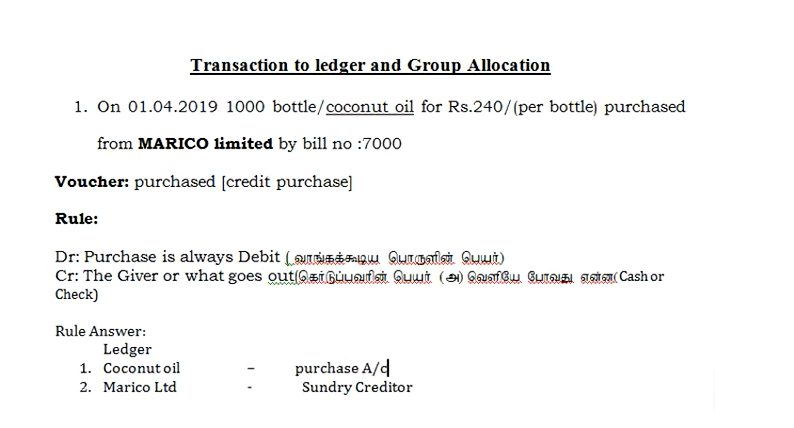 Transaction to ledger and Group Allocation
1. On 01.04.2019 1000 bottle/coconut oil for Rs.240/(per bottle) purchased
from MARICO limited by bill no :7000
Voucher: purchased [credit purchase]
Rule:
Dr: Purchase is always Debit ( வாங்கக்கூடிய பொருளின் பெயர்)
Cr: The Giver or what goes out(கொடுப்பவரின் பெயர் (அ) வெளியே போவது என்ன(Cash or
Check)
Rule Answer:
Ledger
1. Coconut oil – purchase A/c
2. Marico Ltd - Sundry Creditor